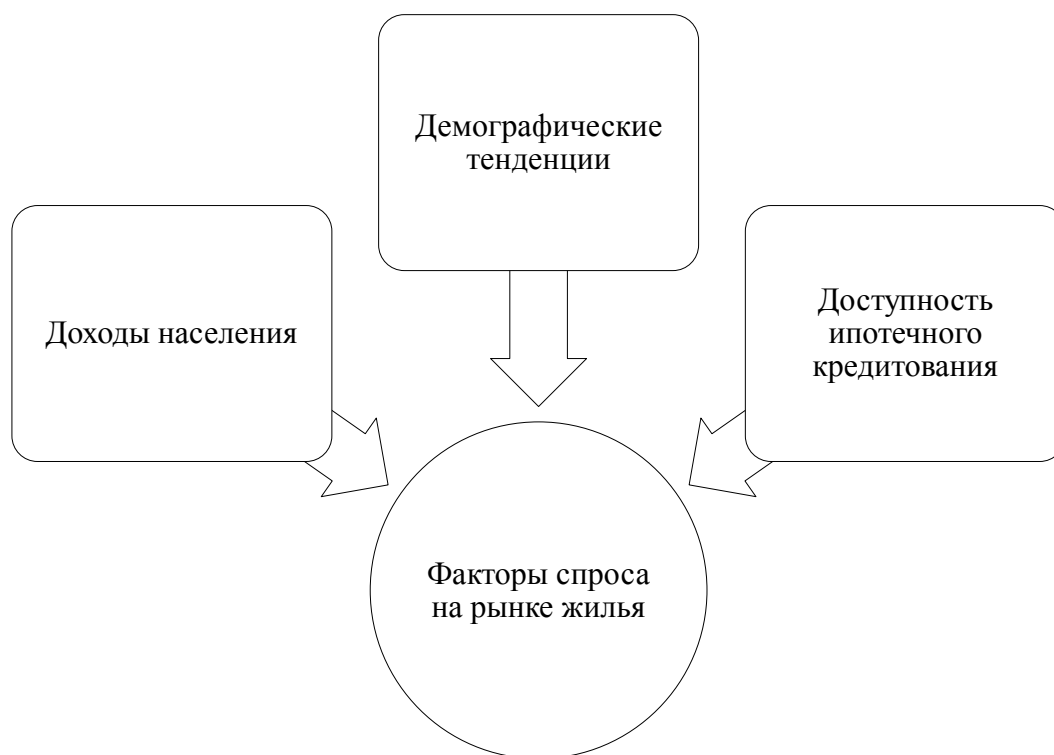 Демографические
тенденции
Доходы населения
Доступность
ипотечного
кредитования
Факторы спроса
на рынке жилья